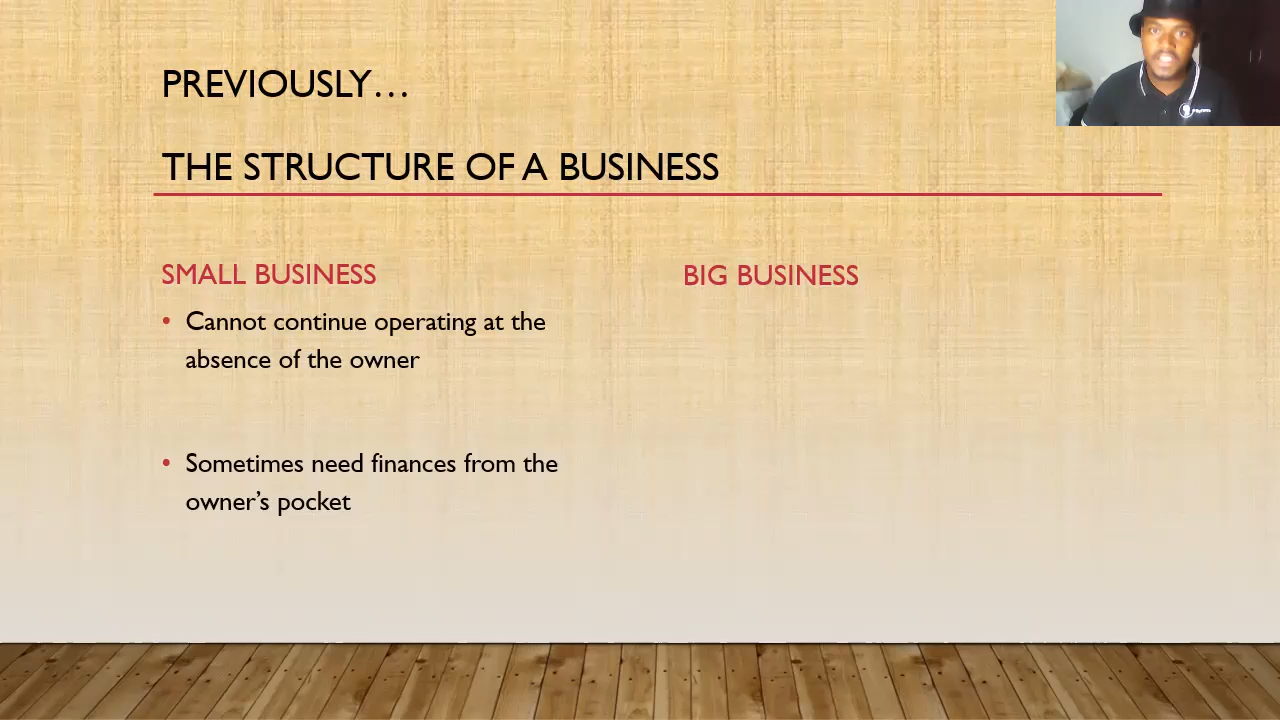 PREVIOUSLY…
THE STRUCTURE OF A BUSINESS
SMALL BUSINESS
• Cannot continue operating at the
absence of the owner
• Sometimes need finances from the
owner’s pocket
BIG BUSINESS